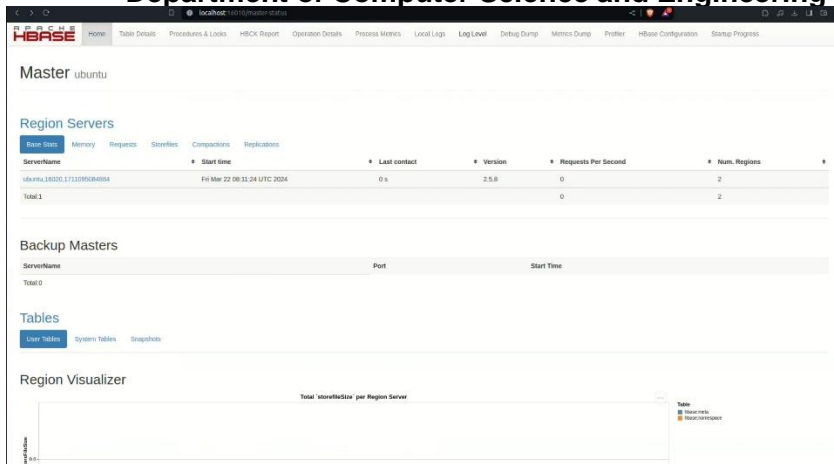 Department of Computer Science and Engineering
localhost:16010/master-status
APACHE
HBASE
Home Table Details Procedures & Locks HBCK Report Operation Details Process Metrics Local Logs Log Level Debug Dump Metrics Dump Profiler HBase Configuration Startup Progress
Master ubuntu
Region Servers
Base Stats Memory Requests Storefiles Compactions Replications
ServerName Start time Last contact Version Requests Per Second Num. Regions
ubuntu,16020,1711095084984 Fri Mar 22 08:11:24 UTC 2024 0 s 2.5.8 0 2
Total:1 0 2
Backup Masters
ServerName Port Start Time
Total:0
Tables
User Tables System Tables Snapshots
Region Visualizer
Total `storefileSize` per Region Server
Table
hbase:meta
hbase:namespace